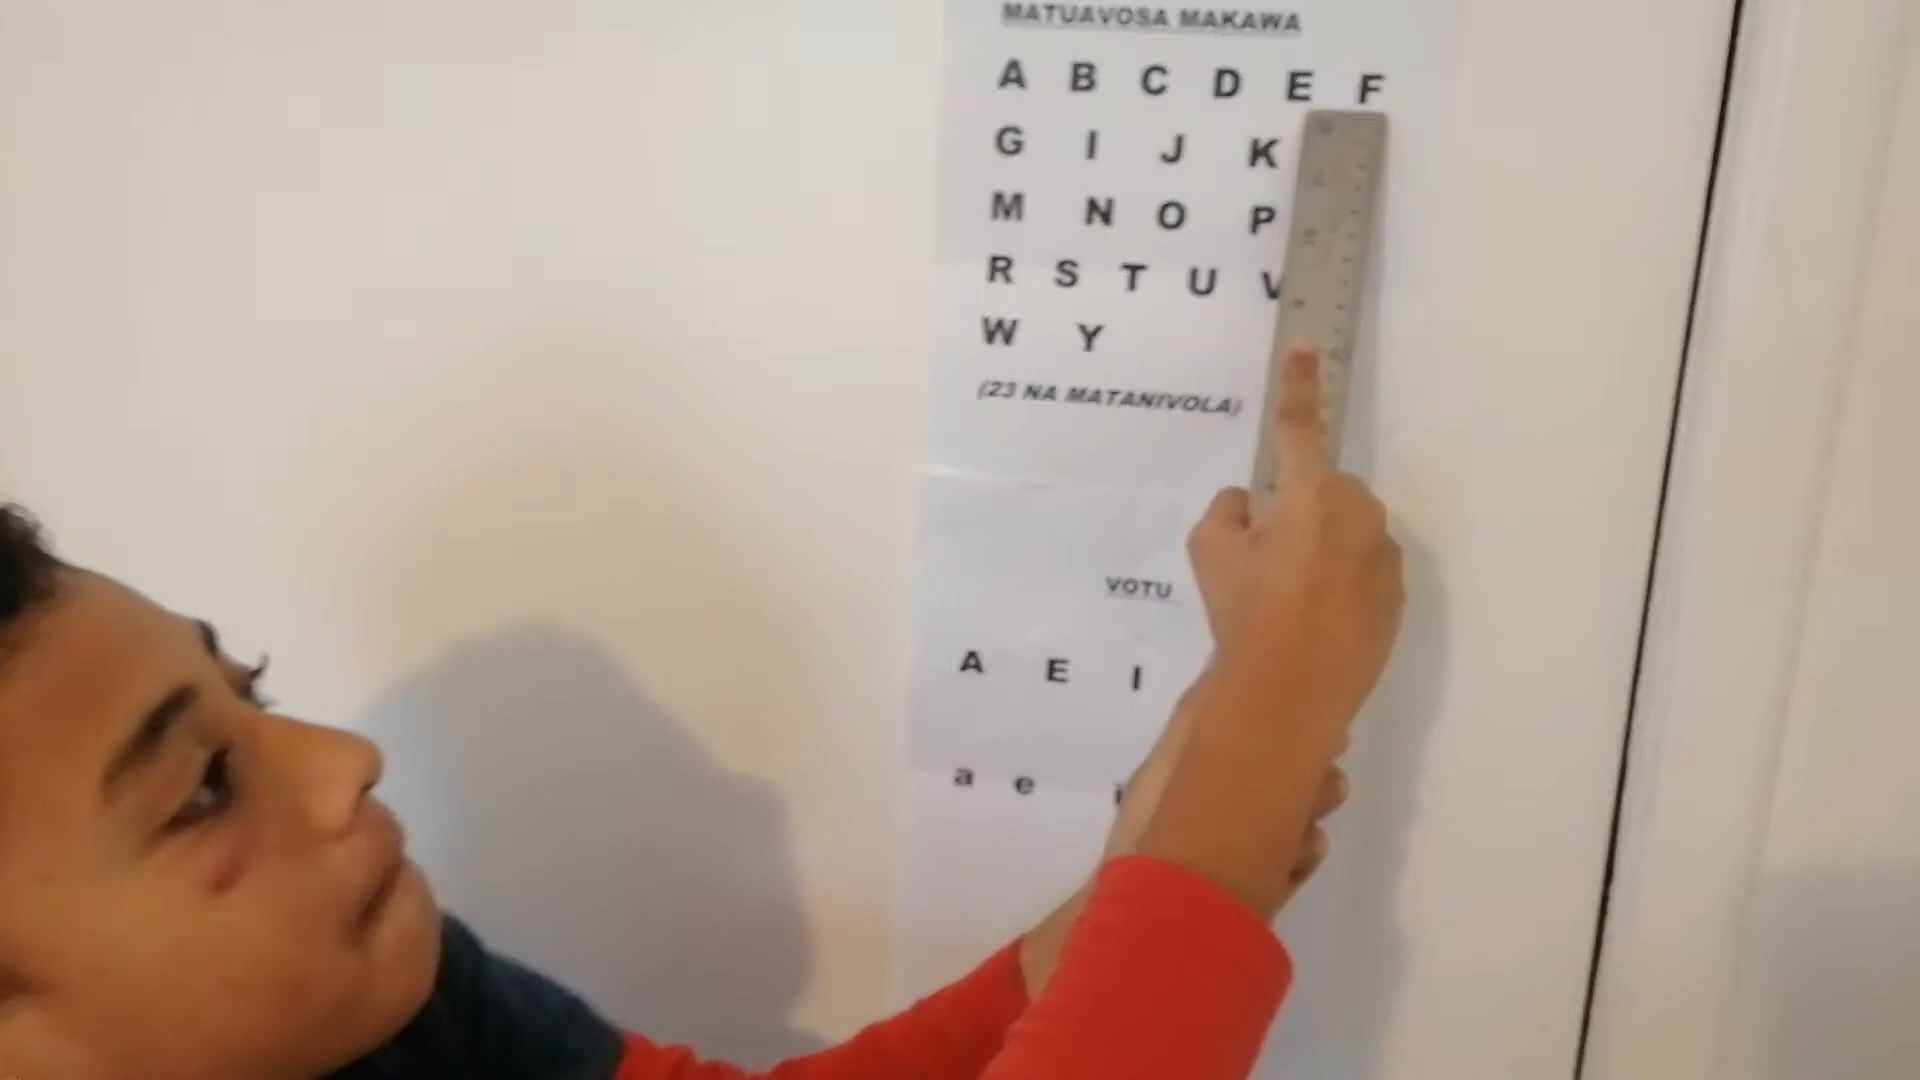 MATUAVOSA MAKAWA
A B C D E F
G I J K
M N O P
R S T U V
W Y
(23 NA MATANIVOLA)
VOTU
A E I
a e i